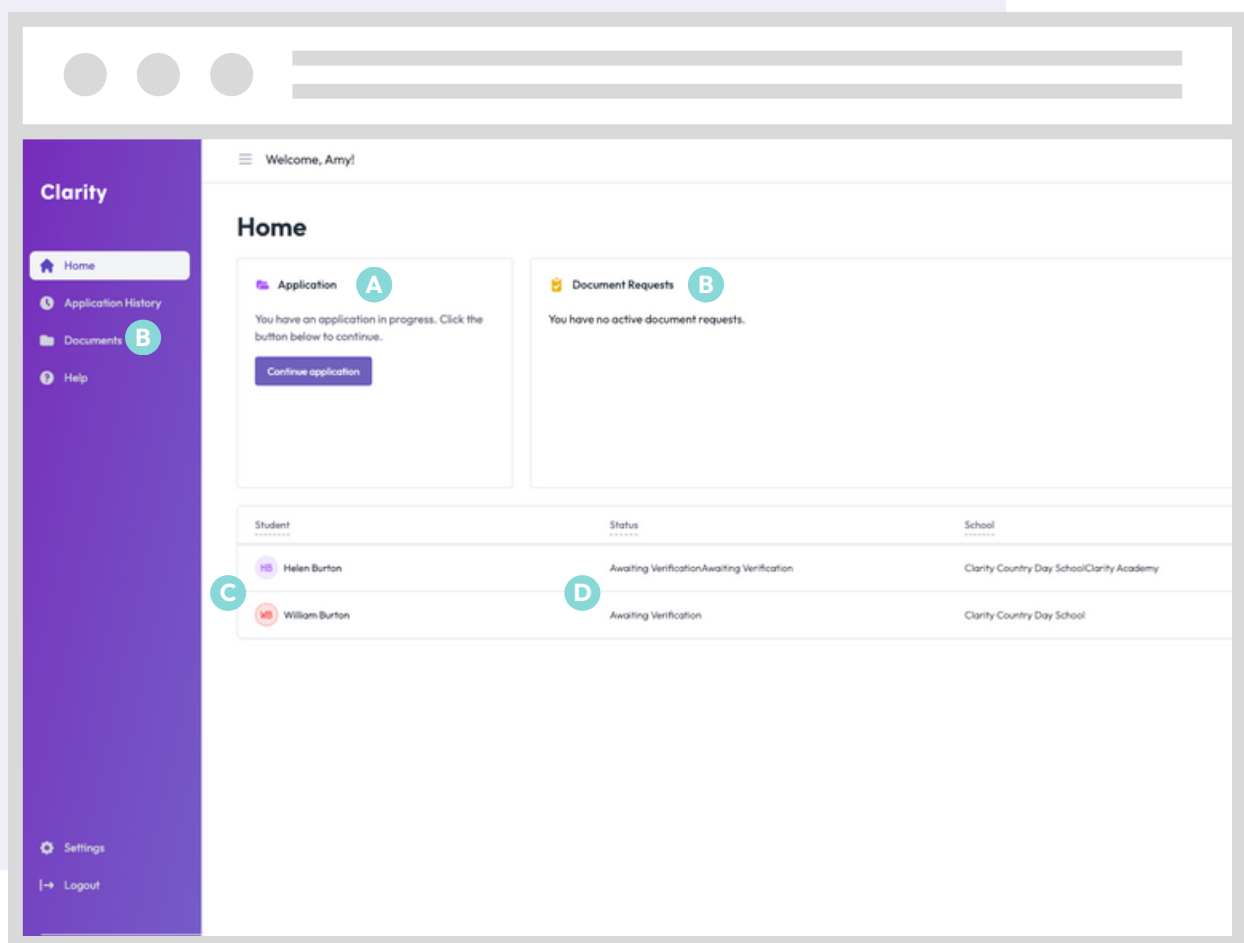 Welcome, Amy!
Clarity
Home
Home
Application History
Documents B
Help
Application A
You have an application in progress. Click the
button below to continue.
Continue application
Document Requests B
You have no active document requests.
Student Status School
HB Helen Burton Awaiting VerificationAwaiting Verification Clarity Country Day SchoolClarity Academy
C D
WB William Burton Awaiting Verification Clarity Country Day School
Settings
Logout